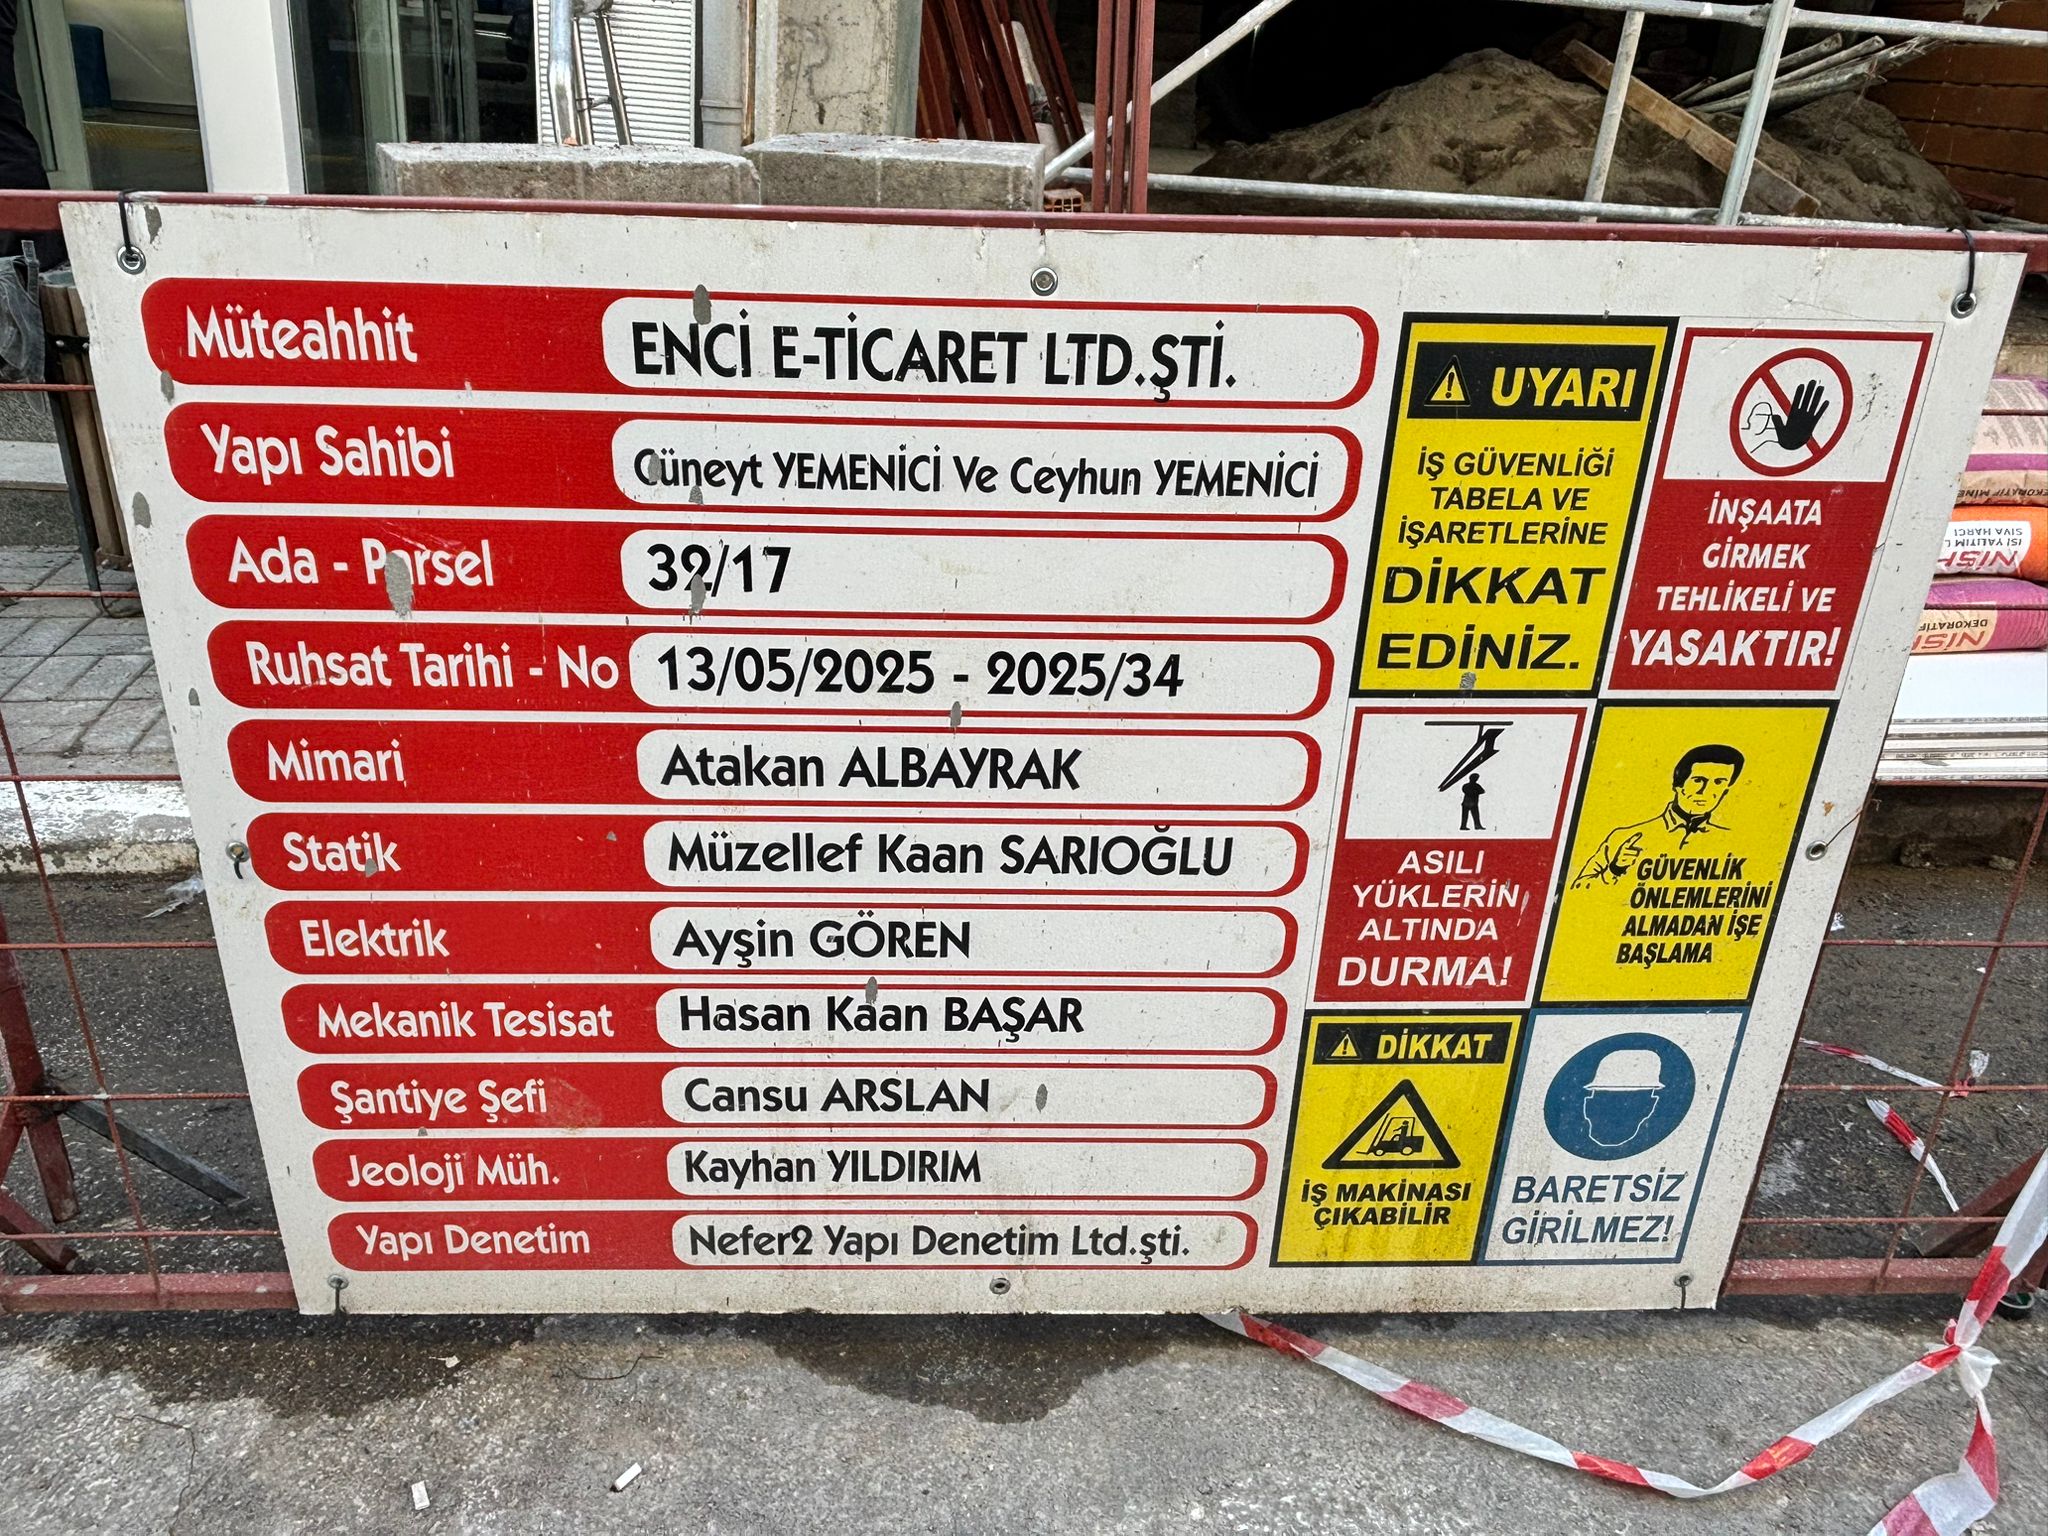 Müteahhit ENCİ E-TİCARET LTD.ŞTİ.
Yapı Sahibi Cüneyt YEMENİCİ Ve Ceyhun YEMENİCİ
Ada - Parsel 32/17
Ruhsat Tarihi - No 13/05/2025 - 2025/34
Mimari Atakan ALBAYRAK
Statik Müzellef Kaan SARIOĞLU
Elektrik Ayşin GÖREN
Mekanik Tesisat Hasan Kaan BAŞAR
Şantiye Şefi Cansu ARSLAN
Jeoloji Müh. Kayhan YILDIRIM
Yapı Denetim Nefer2 Yapı Denetim Ltd.şti.
UYARI
İŞ GÜVENLİĞİ
TABELA VE
İŞARETLERİNE
DİKKAT
EDİNİZ.
İNŞAATA
GİRMEK
TEHLİKELİ VE
YASAKTIR!
ASILI
YÜKLERİN
ALTINDA
DURMA!
GÜVENLİK
ÖNLEMLERİNİ
ALMADAN İŞE
BAŞLAMA
DİKKAT
İŞ MAKİNASI
ÇIKABİLİR
BARETSİZ
GİRİLMEZ!
SIVA HARCI